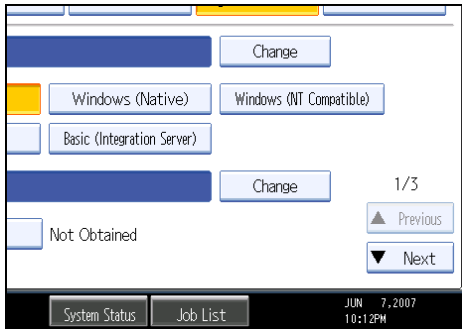 Change
Windows (Native) Windows (NT Compatible)
Basic (Integration Server)
Change 1/3
▲ Previous
Not Obtained
▼ Next
System Status Job List JUN 7,2007
10:12PM